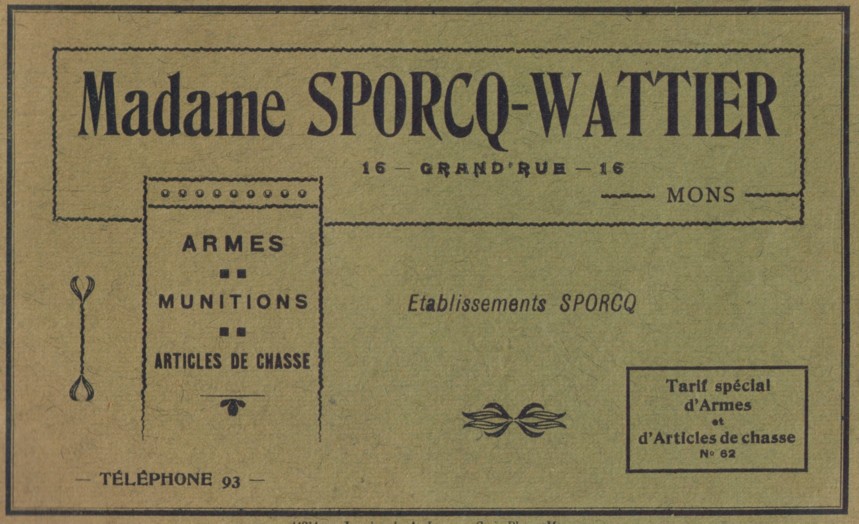 Madame SPORCQ-WATTIER
16 — GRAND'RUE — 16
MONS
ARMES
MUNITIONS
ARTICLES DE CHASSE
Etablissements SPORCQ
Tarif spécial
d'Armes
et
d'Articles de chasse
N° 62
— TÉLÉPHONE 93 —